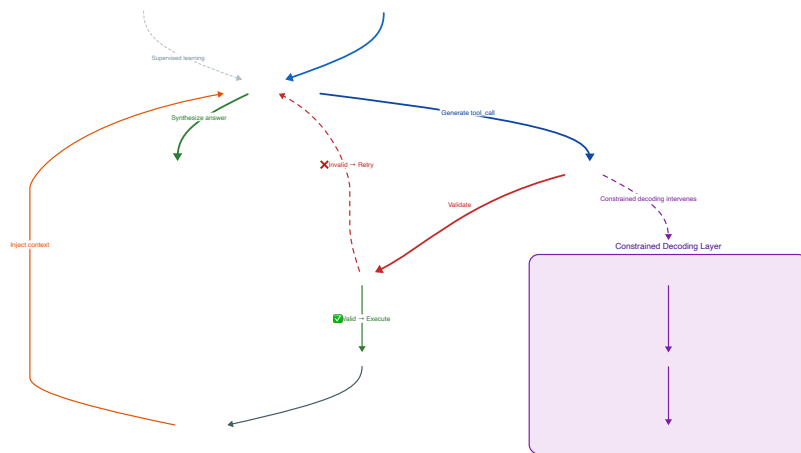 Supervised learning
Generate tool_call
Synthesize answer
❌Invalid → Retry
Constrained decoding intervenes
Validate
Inject context
Constrained Decoding Layer
✅Valid → Execute